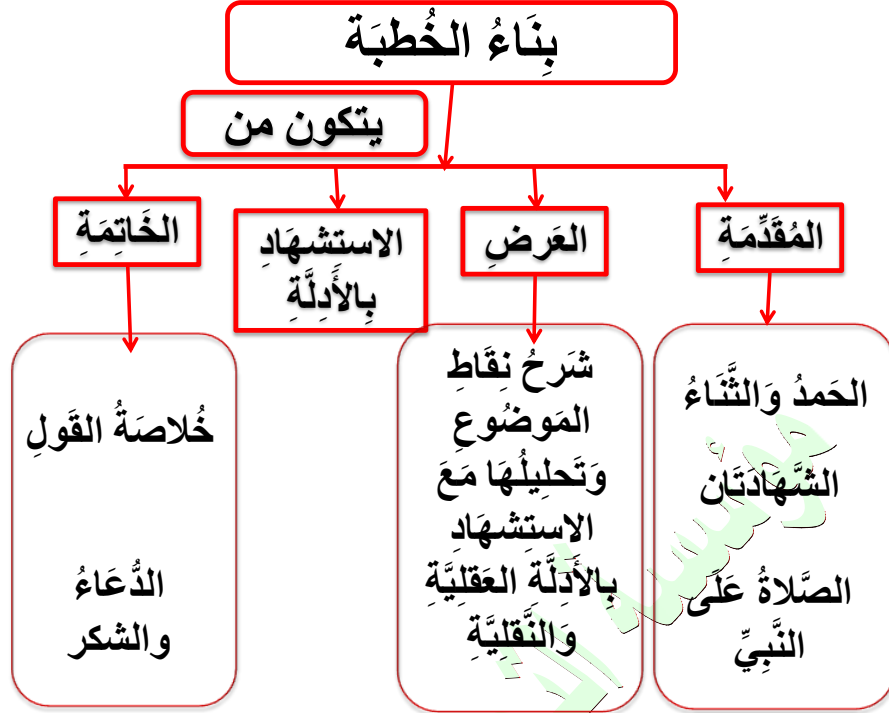 بِنَاءُ الخُطبَة
يتكون من
المُقَدِّمَةِ
العَرضِ
الاستشهَادِ
بِالأَدِلَّةِ
الخَاتِمَةِ
الحَمدُ وَالثَّنَاءُ
الشَّهَادَتَان
الصَّلاةُ عَلَى
النَّبِيِّ
شَرحُ نِقَاطِ
المَوضُوعِ
وَتَحلِيلُهَا مَعَ
الاستِشهَادِ
بِالأَدِلَّةِ العَقلِيَّةِ
وَالنَّقلِيَّةِ
خُلاصَةُ القَولِ
الدُّعَاءُ
والشكر
مؤسسة